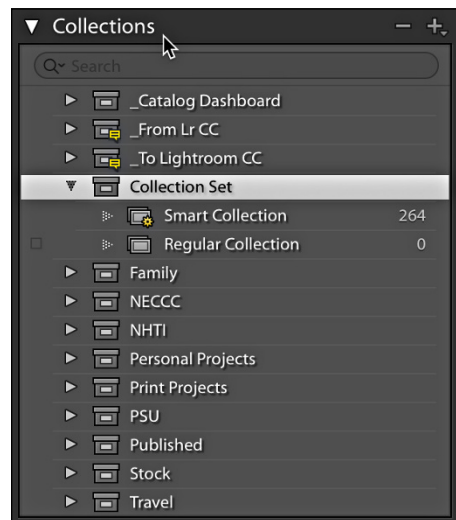 Collections
Search
_Catalog Dashboard
_From Lr CC
_To Lightroom CC
Collection Set
Smart Collection 264
Regular Collection 0
Family
NECCC
NHTI
Personal Projects
Print Projects
PSU
Published
Stock
Travel